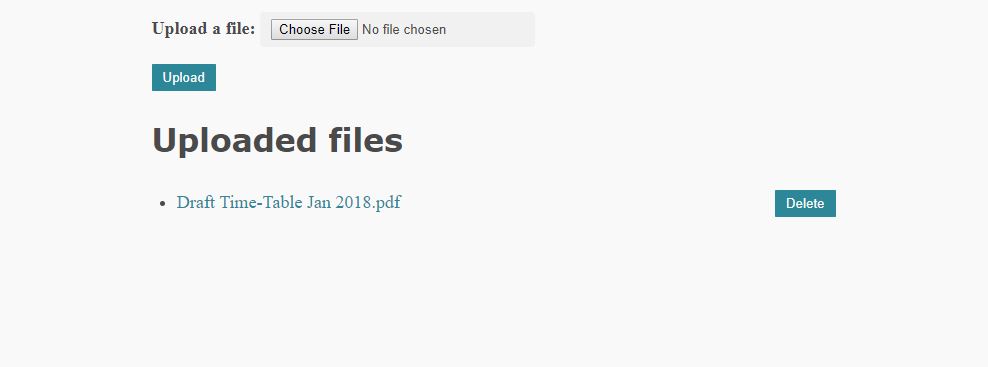 Upload a file: Choose File No file chosen
Upload
Uploaded files
Draft Time-Table Jan 2018.pdf Delete